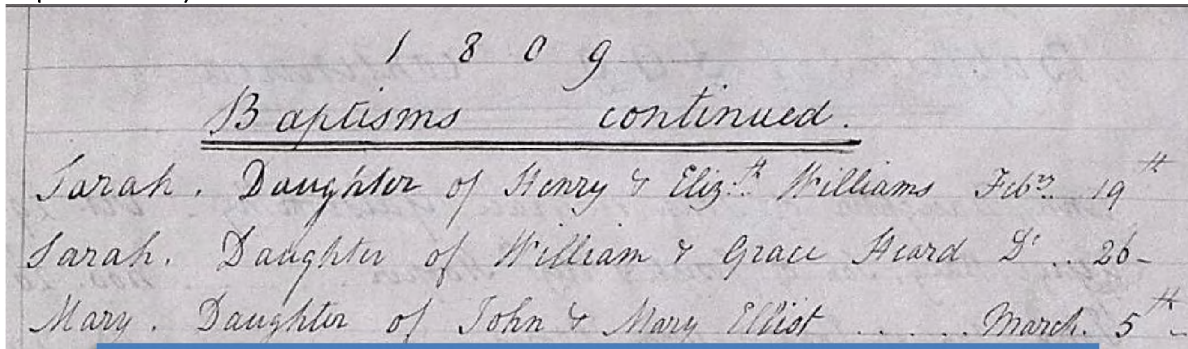 1809
Baptisms continued.
Sarah. Daughter of Henry & Eliz.th Williams Feb.ry 19th
Sarah. Daughter of William & Grace Heard D.o .. 26-
Mary. Daughter of John & Mary Elliot ..... March. 5th -